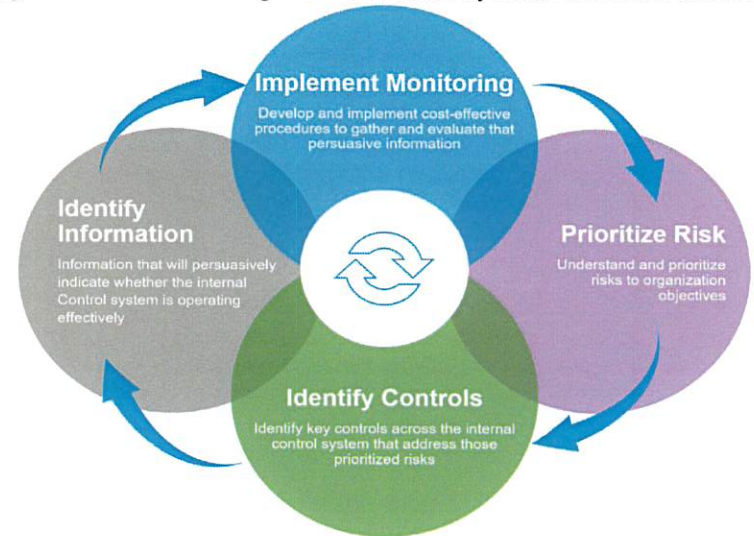 Implement Monitoring
Develop and implement cost-effective
procedures to gather and evaluate that
persuasive information
Identify
Information
Information that will persuasively
indicate whether the internal
Control system is operating
effectively
Prioritize Risk
Understand and prioritize
risks to organization
objectives
Identify Controls
Identify key controls across the internal
control system that address those
prioritized risks